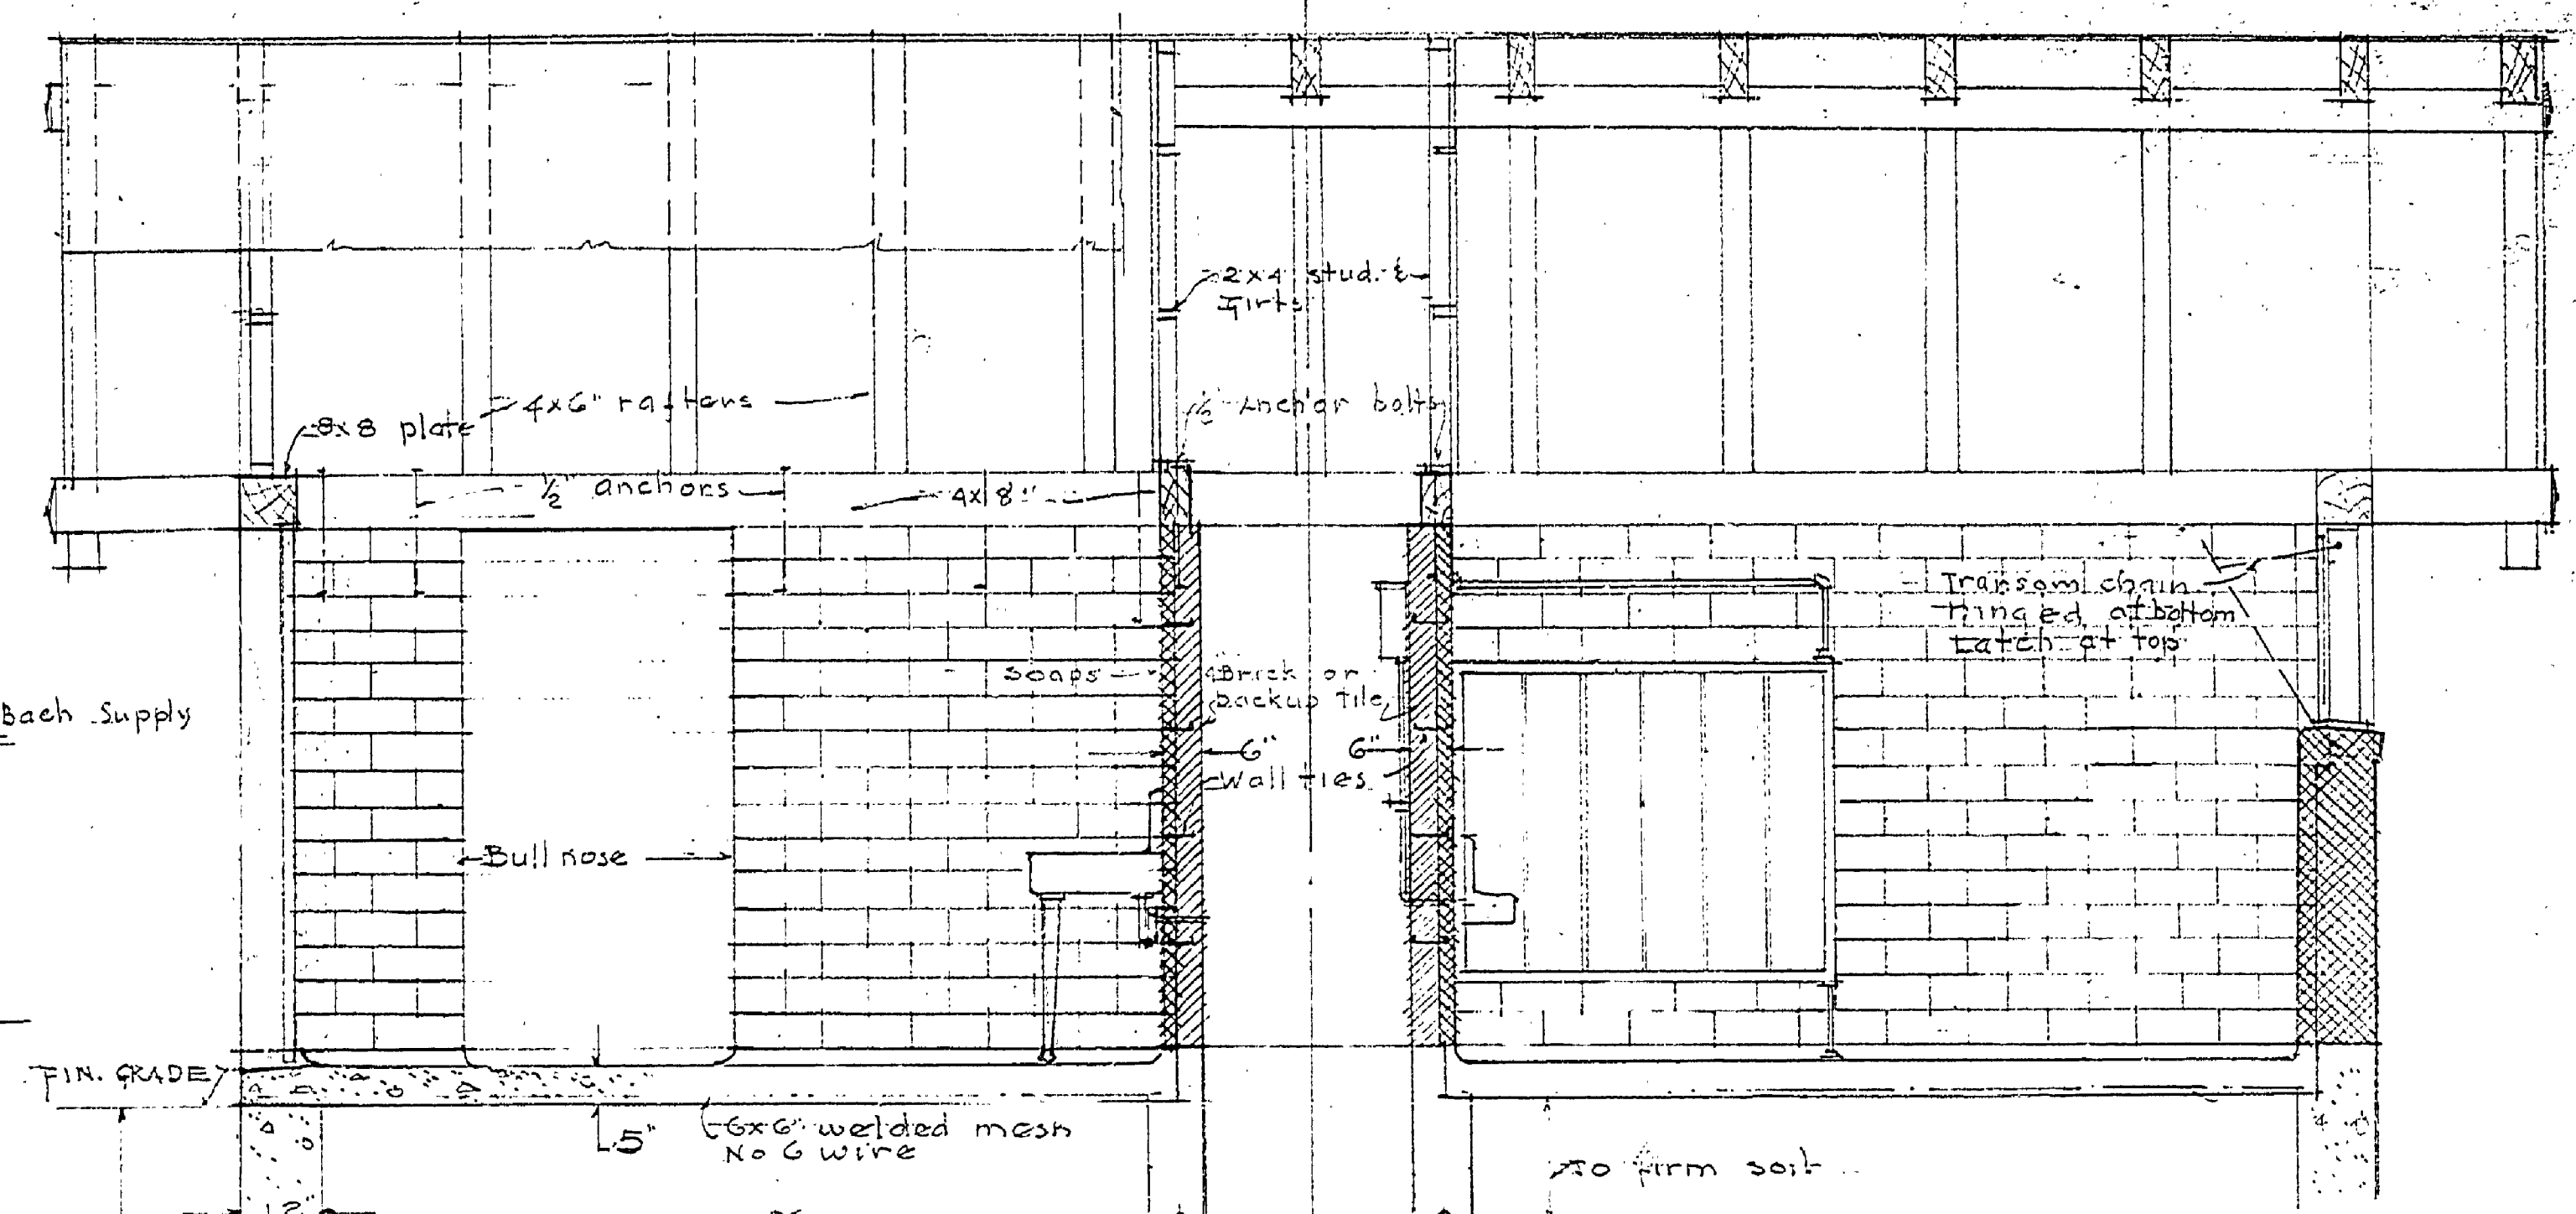 2x4 stud. &
Girts
4x6" rafters
8x8 plate
½" Anchor bolts
½" anchors
4x8"
Transom chain
hinged at bottom
Latch at top
Soaps
Brick or
backup tile
Bach Supply
6" 6"
Wall ties
Bull nose
FIN. GRADE
5"
6x6" welded mesh
No 6 wire
To firm soil
12"